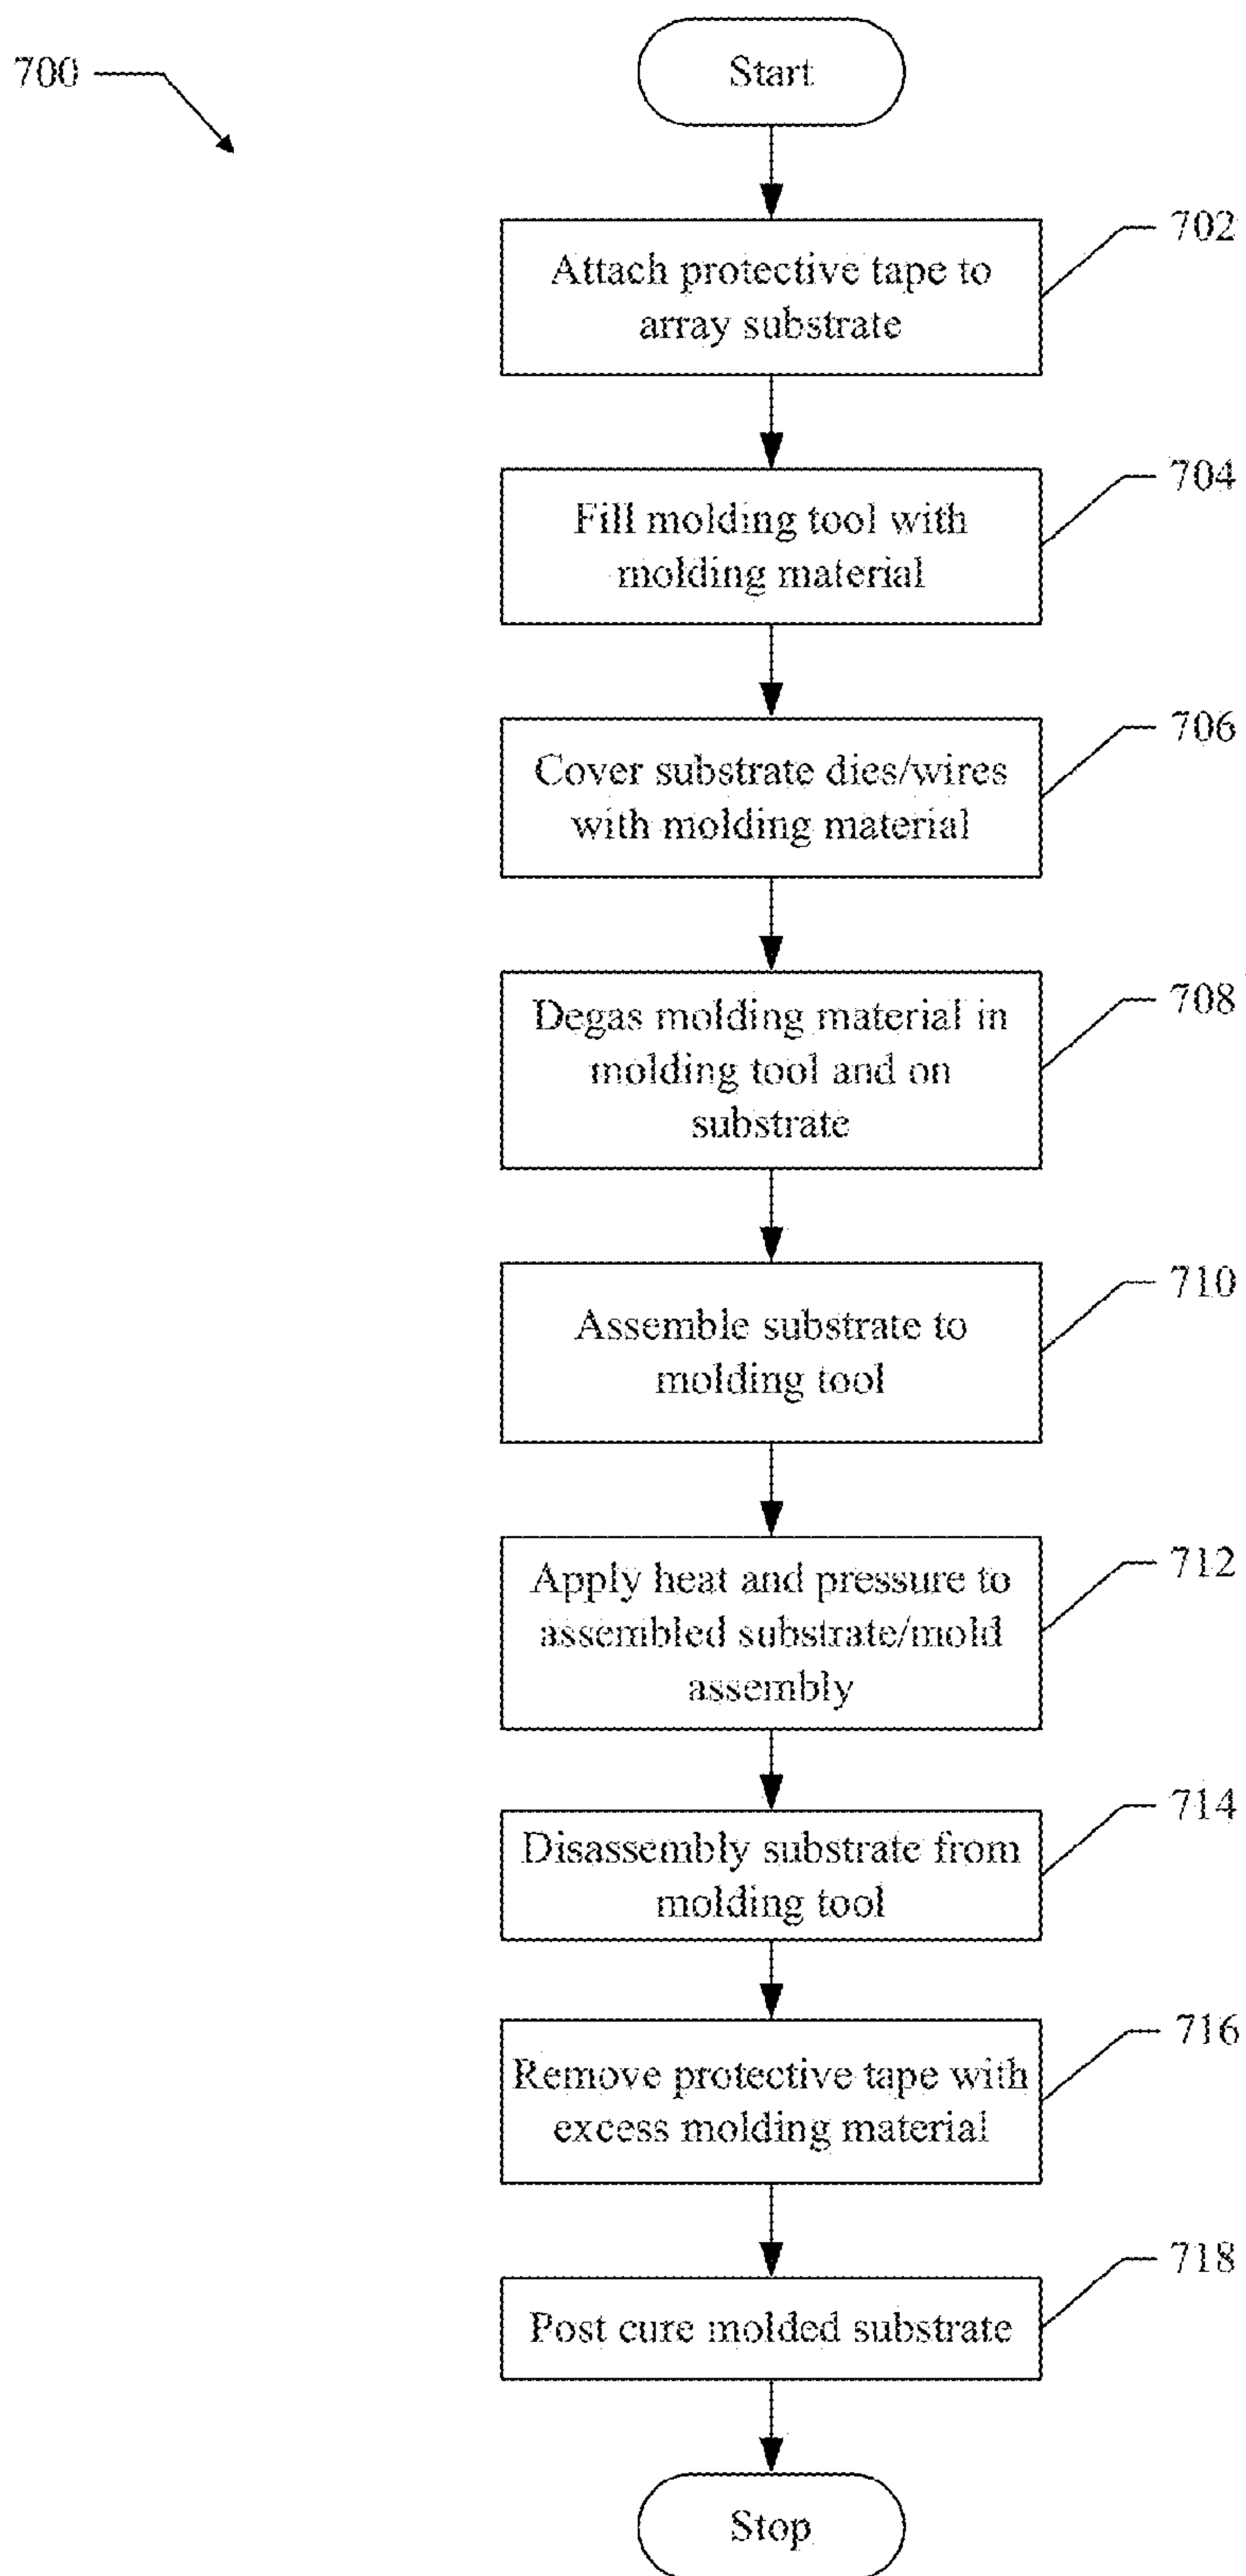 700
Start
702
Attach protective tape to
array substrate
704
Fill molding tool with
molding material
706
Cover substrate dies/wires
with molding material
708
Degas molding material in
molding tool and on
substrate
710
Assemble substrate to
molding tool
712
Apply heat and pressure to
assembled substrate/mold
assembly
714
Disassembly substrate from
molding tool
716
Remove protective tape with
excess molding material
718
Post cure molded substrate
Stop